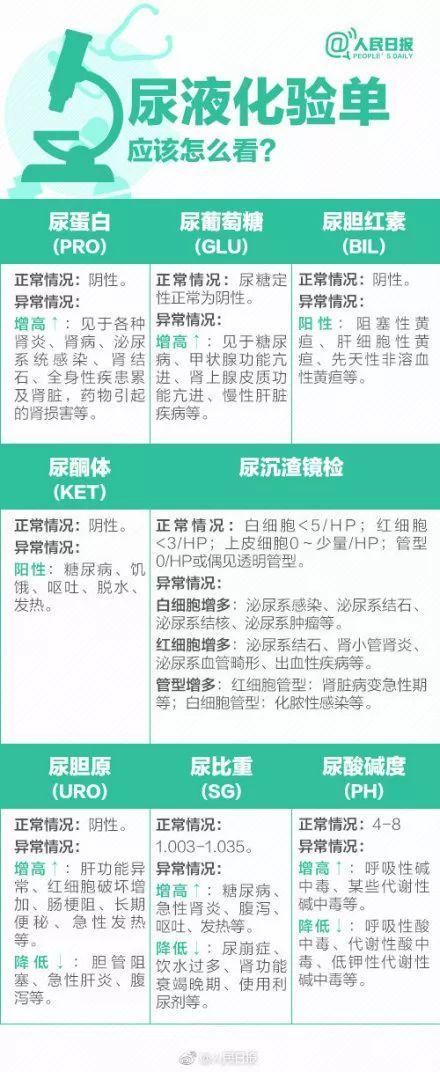 @人民日报
PEOPLE'S DAILY
尿液化验单
应该怎么看?
尿蛋白
(PRO)
正常情况：阴性。
异常情况：
增高↑：见于各种
肾炎、肾病、泌尿
系统感染、肾结
石、全身性疾患累
及肾脏，药物引起
的肾损害等。
尿葡萄糖
(GLU)
正常情况：尿糖定
性正常为阴性。
异常情况：
增高↑：见于糖尿
病、甲状腺功能亢
进、肾上腺皮质功
能亢进、慢性肝脏
疾病等。
尿胆红素
(BIL)
正常情况：阴性。
异常情况：
阳性：阻塞性黄
疸、肝细胞性黄
疸、先天性非溶血
性黄疸等。
尿酮体
(KET)
正常情况：阴性。
异常情况：
阳性：糖尿病、饥
饿、呕吐、脱水、
发热。
尿沉渣镜检
正常情况：白细胞<5/HP；红细胞
<3/HP；上皮细胞0～少量/HP；管型
0/HP或偶见透明管型。
异常情况：
白细胞增多：泌尿系感染、泌尿系结石、
泌尿系结核、泌尿系肿瘤等。
红细胞增多：泌尿系结石、肾小管肾炎、
泌尿系血管畸形、出血性疾病等。
管型增多：红细胞管型：肾脏病变急性期
等；白细胞管型：化脓性感染等。
尿胆原
(URO)
正常情况：阴性。
异常情况：
增高↑：肝功能异
常、红细胞破坏增
加、肠梗阻、长期
便秘、急性发热
等。
降低↓：胆管阻
塞、急性肝炎、腹
泻等。
尿比重
(SG)
正常情况：
1.003-1.035。
异常情况：
增高↑：糖尿病、
急性肾炎、腹泻、
呕吐、发热等。
降低↓：尿崩症、
饮水过多、肾功能
衰竭晚期、使用利
尿剂等。
尿酸碱度
(PH)
正常情况：4-8
异常情况：
增高↑：呼吸性碱
中毒、某些代谢性
碱中毒等。
降低↓：呼吸性酸
中毒、代谢性酸中
毒、低钾性代谢性
碱中毒等。
@人民日报